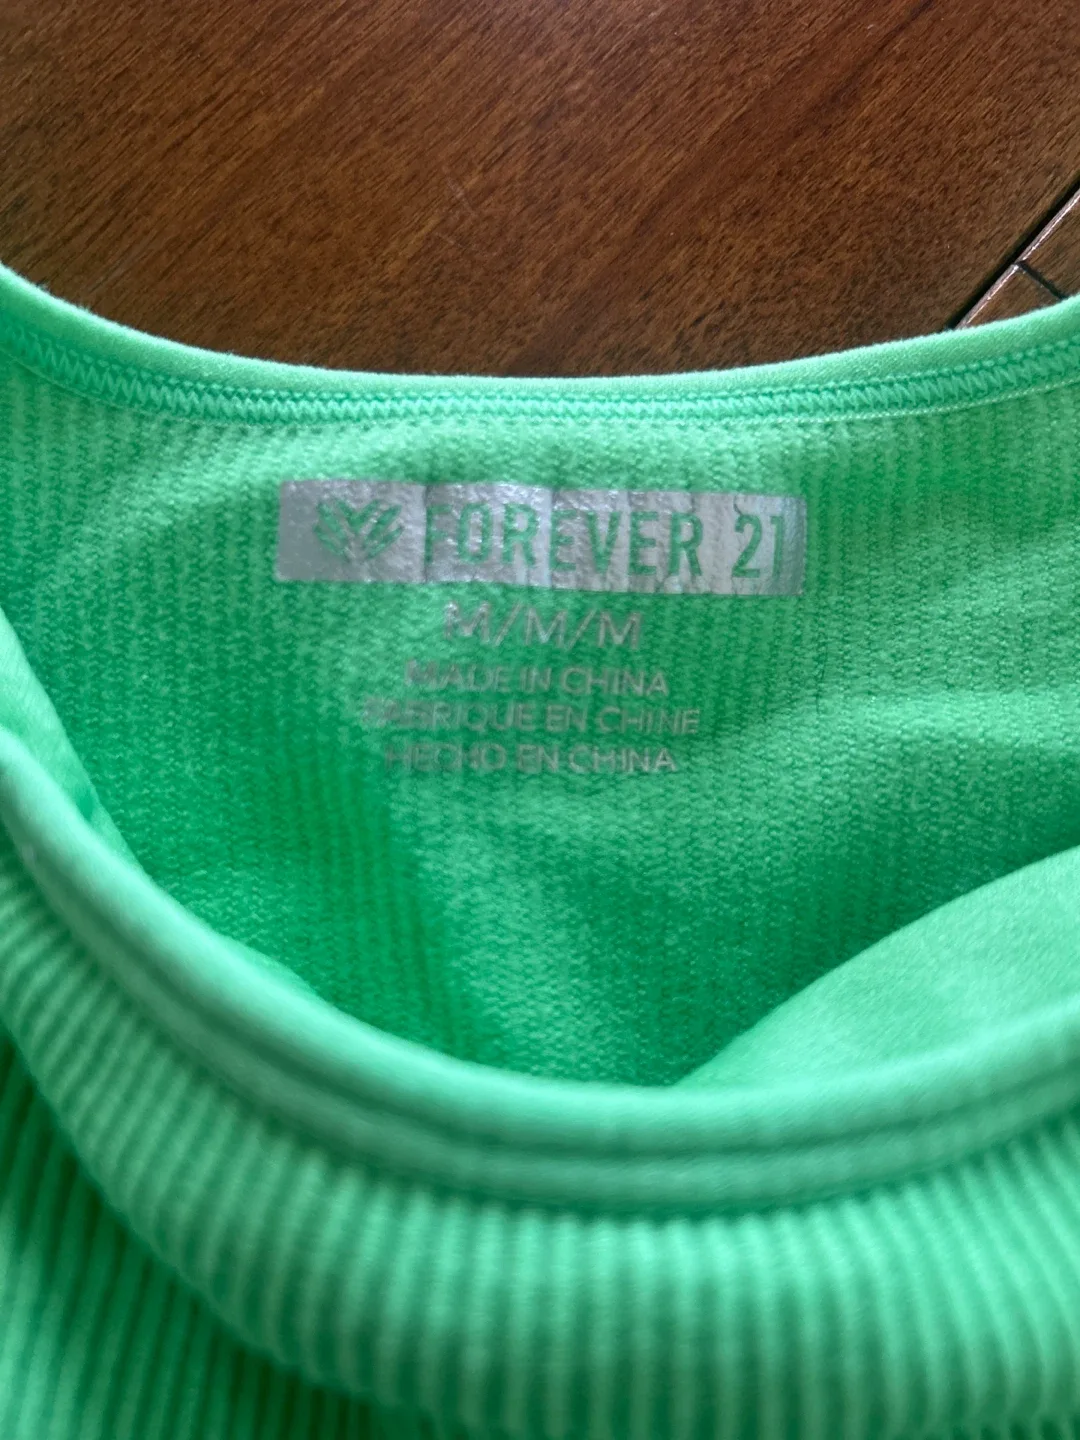 FOREVER 21
M/M/M
MADE IN CHINA
FABRIQUE EN CHINE
HECHO EN CHINA